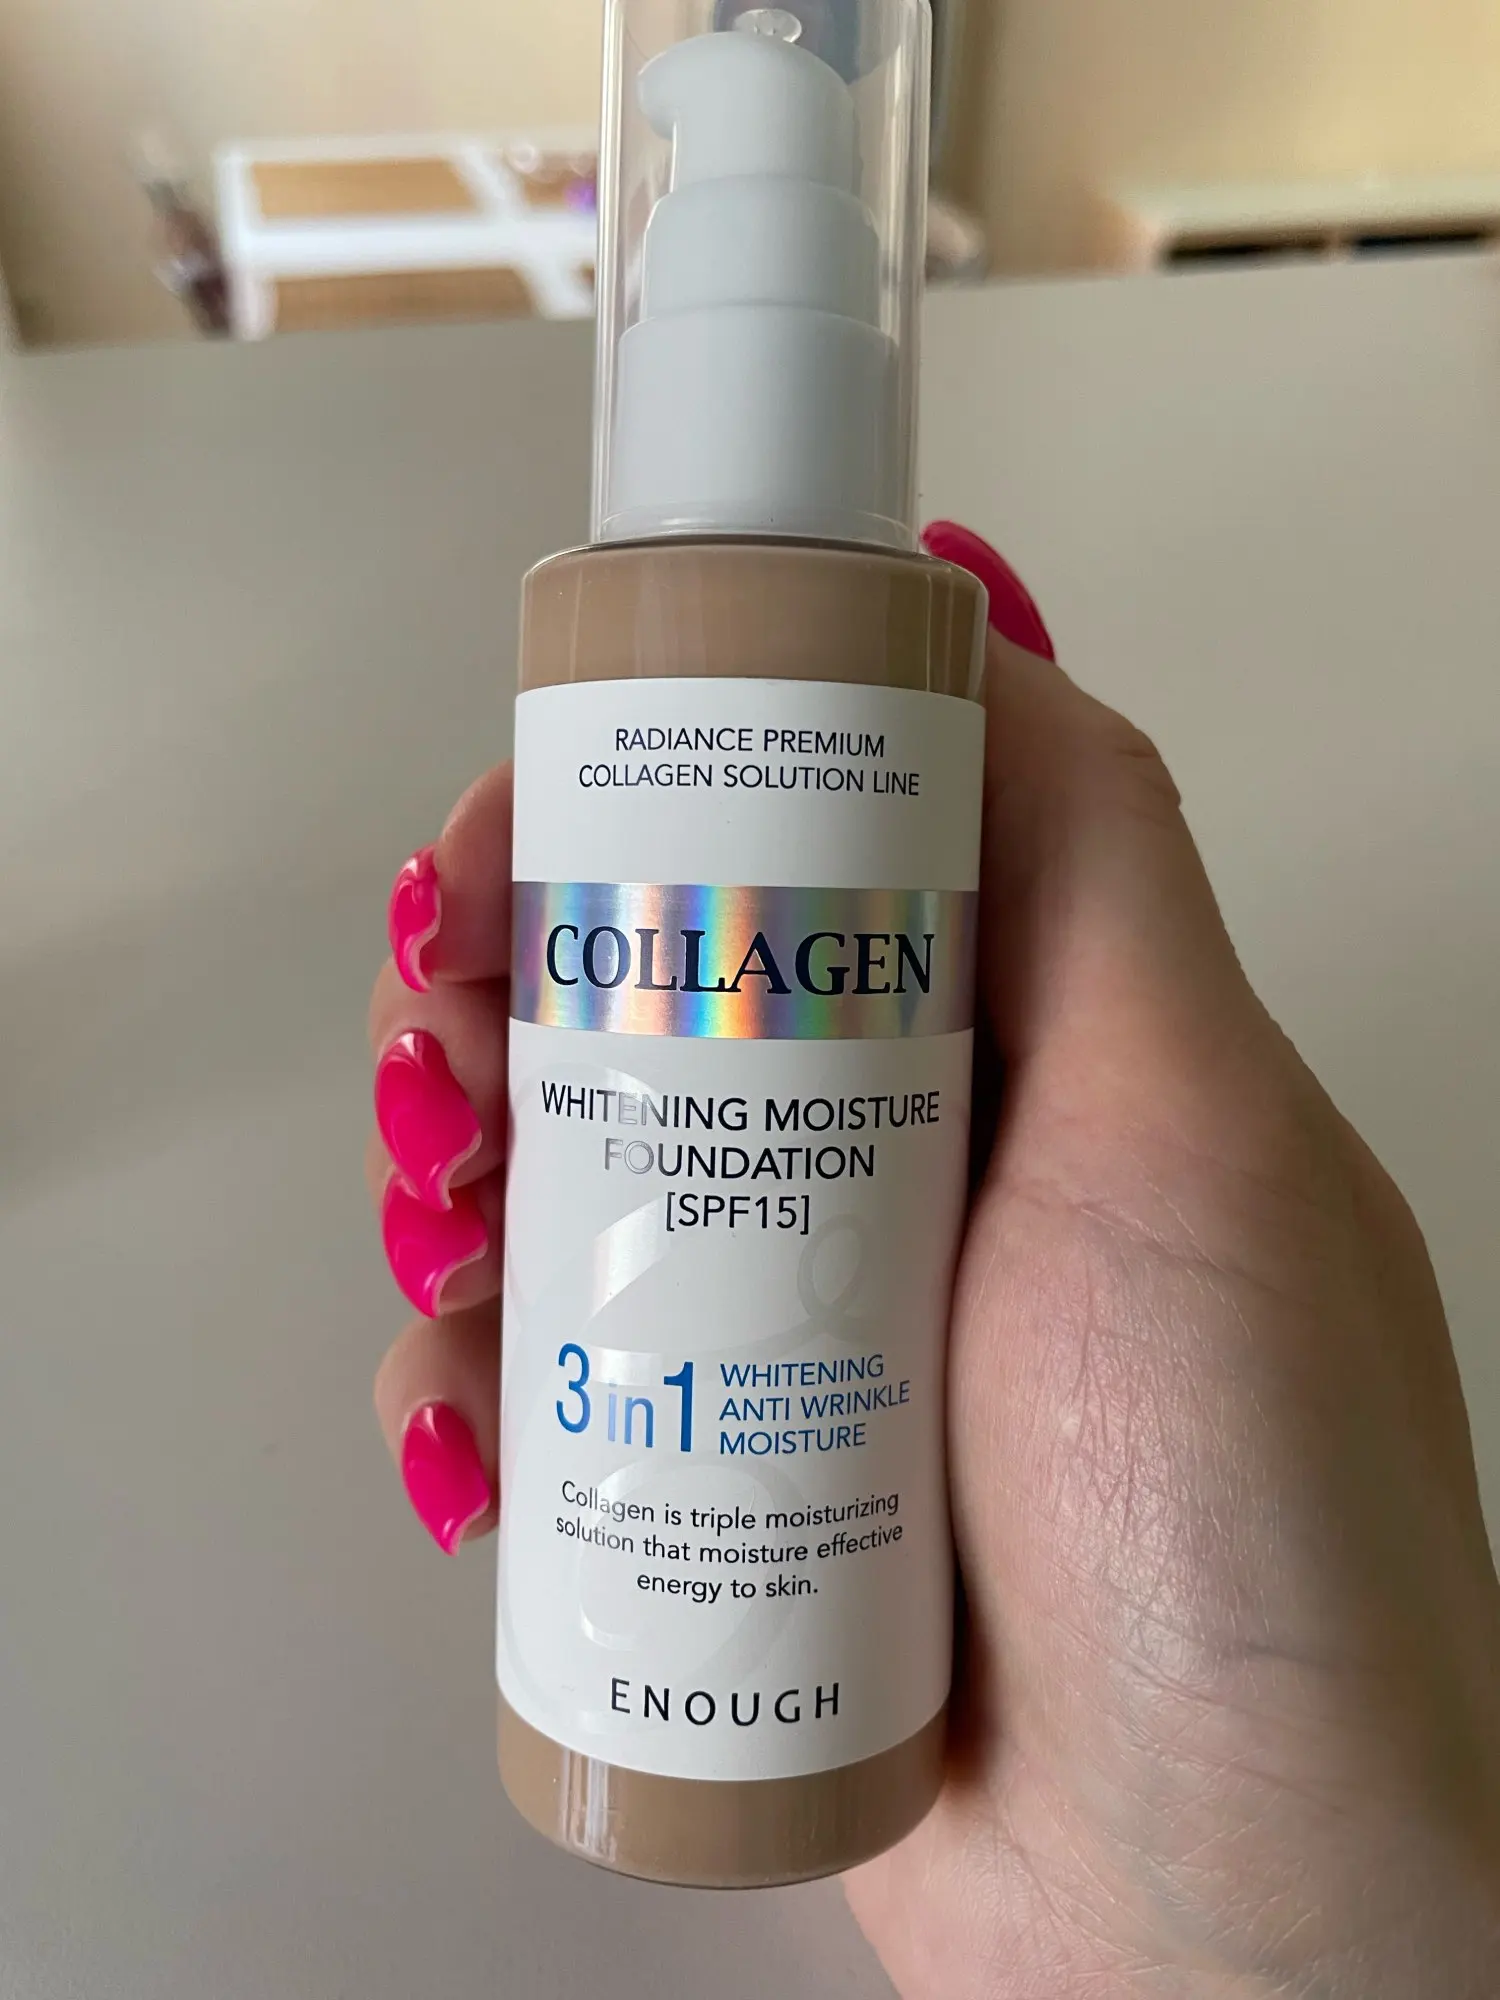 RADIANCE PREMIUM
COLLAGEN SOLUTION LINE
COLLAGEN
WHITENING MOISTURE
FOUNDATION
[SPF15]
3 in 1
WHITENING
ANTI WRINKLE
MOISTURE
Collagen is triple moisturizing
solution that moisture effective
energy to skin.
ENOUGH